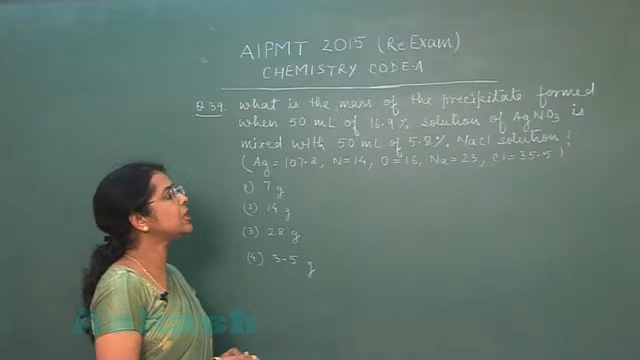 AIPMT 2015 (Re Exam)
CHEMISTRY CODE-A
Q 39. What is the mass of the precipitate formed
when 50 mL of 16.9% solution of AgNO3 is
mixed with 50 mL of 5.8% NaCl solution?
(Ag = 107.8, N=14, O=16, Na=23, Cl=35.5)
(1) 7 g
(2) 14 g
(3) 28 g
(4) 3.5 g
Aakash